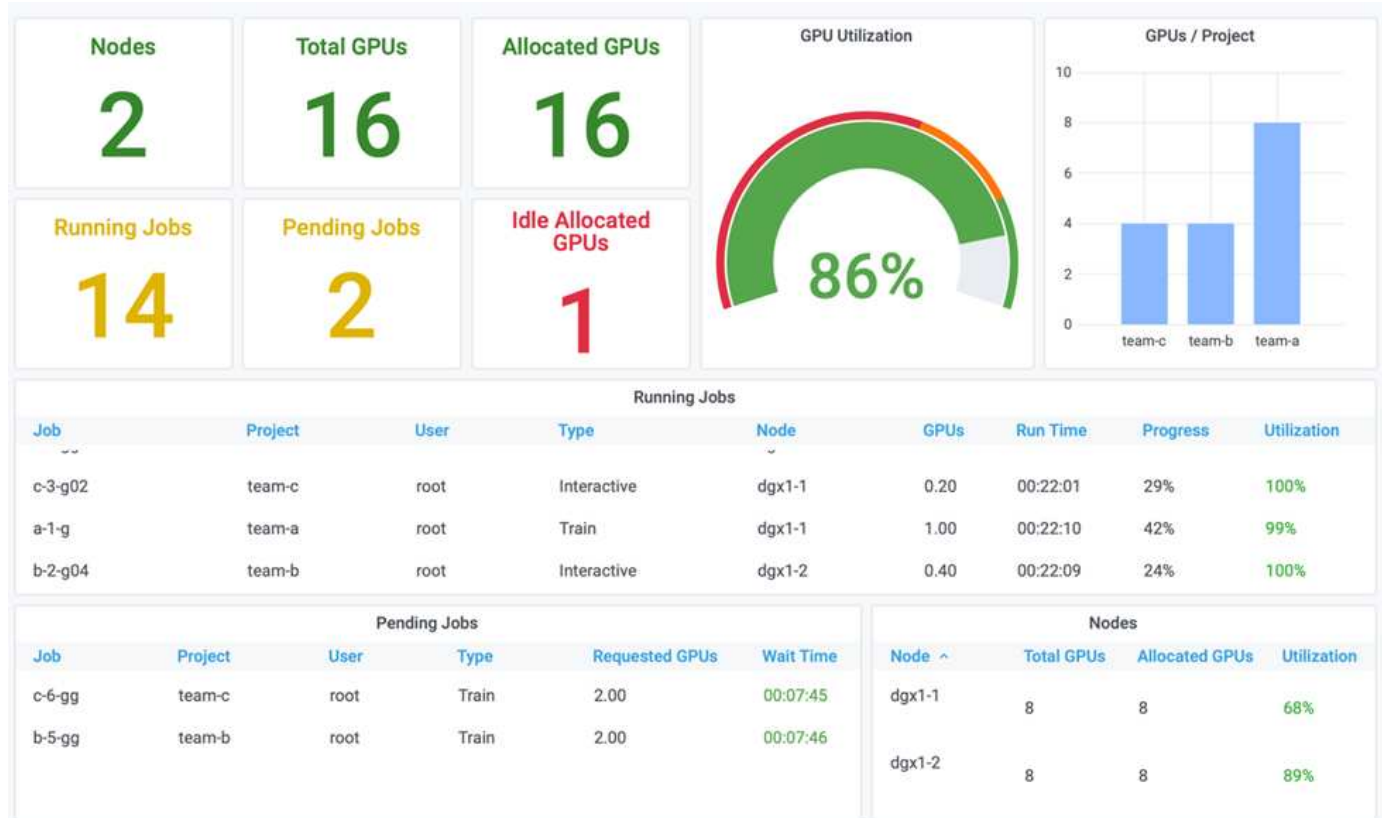 Nodes
2
Total GPUs
16
Allocated GPUs
16
Running Jobs
14
Pending Jobs
2
Idle Allocated
GPUs
1
GPU Utilization
86%
GPUs / Project
10
8
6
4
2
0
team-c team-b team-a
Running Jobs
Job Project User Type Node GPUs Run Time Progress Utilization
c-3-g02 team-c root Interactive dgx1-1 0.20 00:22:01 29% 100%
a-1-g team-a root Train dgx1-1 1.00 00:22:10 42% 99%
b-2-g04 team-b root Interactive dgx1-2 0.40 00:22:09 24% 100%
Pending Jobs
Job Project User Type Requested GPUs Wait Time
c-6-gg team-c root Train 2.00 00:07:45
b-5-gg team-b root Train 2.00 00:07:46
Nodes
Node Total GPUs Allocated GPUs Utilization
dgx1-1 8 8 68%
dgx1-2 8 8 89%